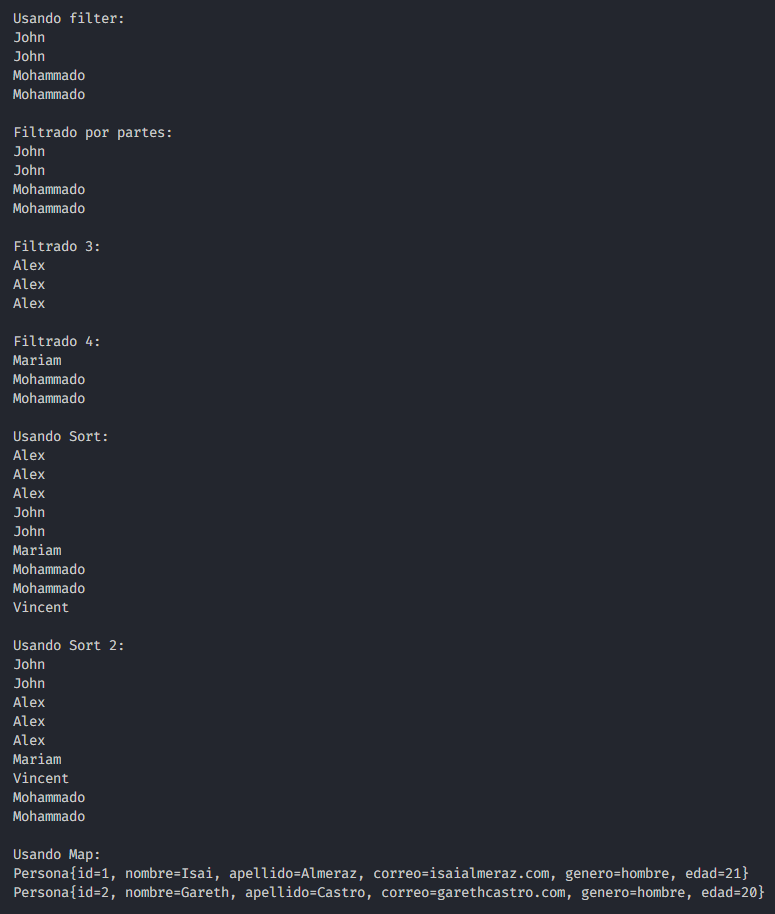 Usando filter:
John
John
Mohammado
Mohammado

Filtrado por partes:
John
John
Mohammado
Mohammado

Filtrado 3:
Alex
Alex
Alex

Filtrado 4:
Mariam
Mohammado
Mohammado

Usando Sort:
Alex
Alex
Alex
John
John
Mariam
Mohammado
Mohammado
Vincent

Usando Sort 2:
John
John
Alex
Alex
Alex
Mariam
Vincent
Mohammado
Mohammado

Usando Map:
Persona{id=1, nombre=Isai, apellido=Almeraz, correo=isaialmeraz.com, genero=hombre, edad=21}
Persona{id=2, nombre=Gareth, apellido=Castro, correo=garethcastro.com, genero=hombre, edad=20}